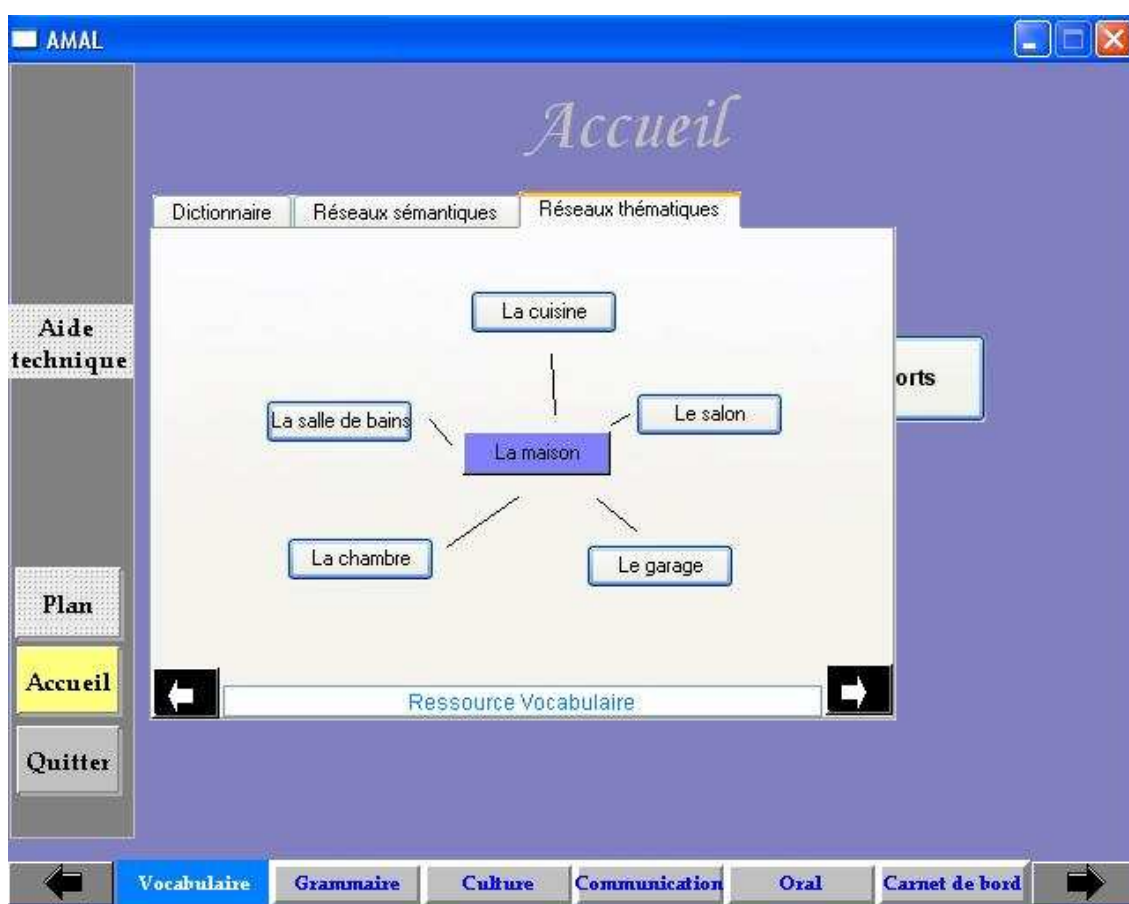 AMAL
Accueil
Dictionnaire
Réseaux sémantiques
Réseaux thématiques
La cuisine
Aide
technique
orts
La salle de bains
Le salon
La maison
La chambre
Le garage
Plan
Accueil
Ressource Vocabulaire
Quitter
Vocabulaire
Grammaire
Culture
Communication
Oral
Carnet de bord